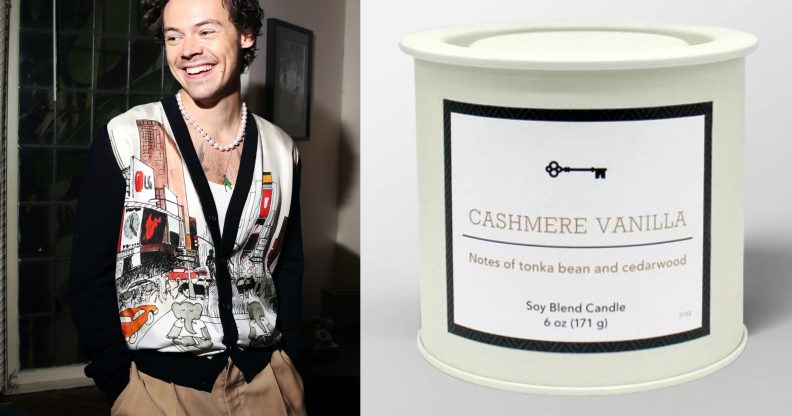 CASHMERE VANILLA
Notes of tonka bean and cedarwood
Soy Blend Candle
6 oz (171 g)